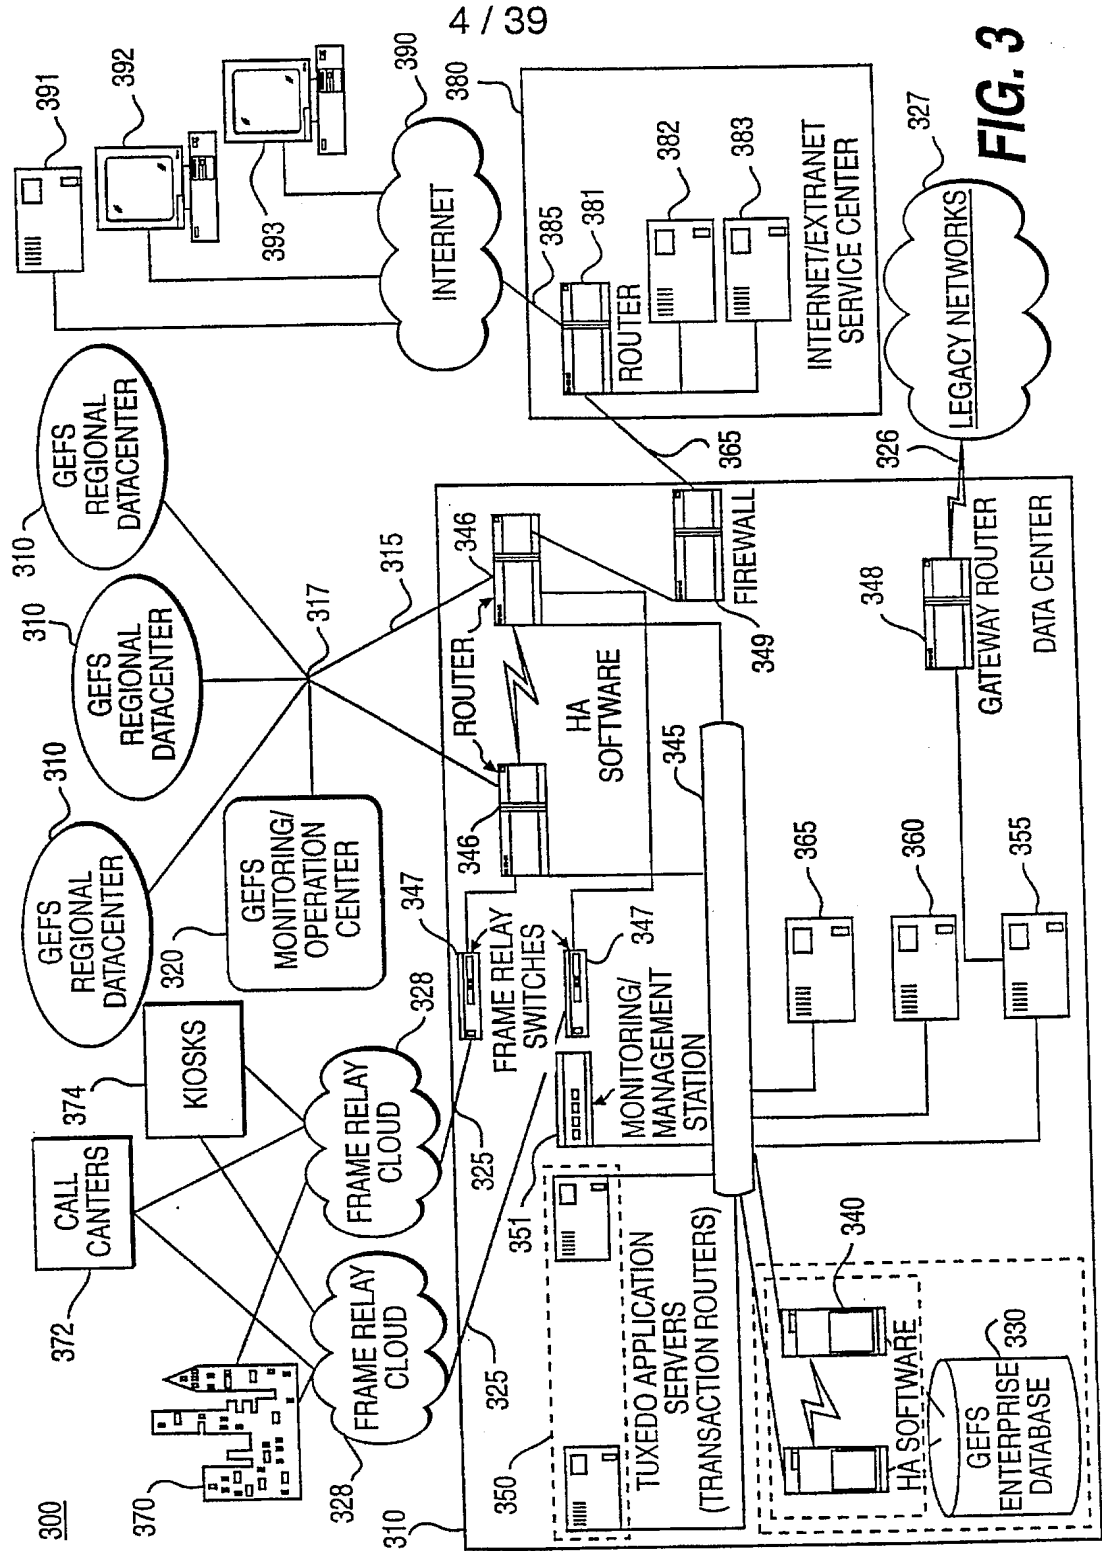 4 / 39
300
370
CALL
CANTERS
372
KIOSKS
374
GEFS
REGIONAL
DATACENTER
310
GEFS
REGIONAL
DATACENTER
310
GEFS
REGIONAL
DATACENTER
310
391
392
393
INTERNET
390
GEFS
MONITORING/
OPERATION
CENTER
320
317
315
FRAME RELAY
CLOUD
328
FRAME RELAY
CLOUD
328
325
325
380
385
381
ROUTER
382
383
INTERNET/EXTRANET
SERVICE CENTER
365
310
347
FRAME RELAY
SWITCHES
347
346
ROUTER
346
HA
SOFTWARE
FIREWALL
349
350
351
TUXEDO APPLICATION
SERVERS
(TRANSACTION ROUTERS)
MONITORING/
MANAGEMENT
STATION
345
340
HA SOFTWARE
330
GEFS
ENTERPRISE
DATABASE
365
360
355
348
GATEWAY ROUTER
DATA CENTER
326
LEGACY NETWORKS
327
FIG. 3